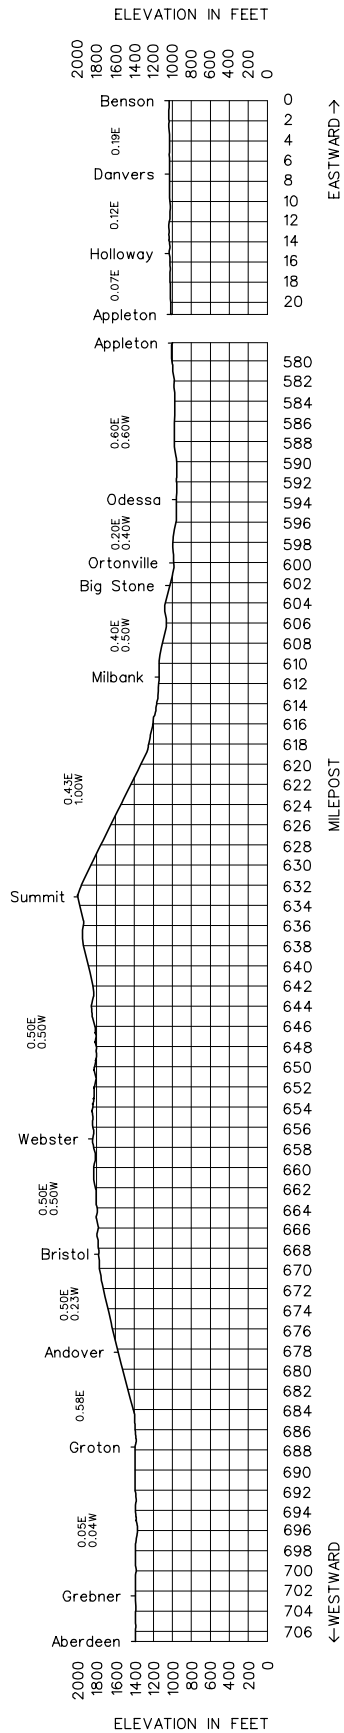 ELEVATION IN FEET
2000 1800 1600 1400 1200 1000 800 600 400 200 0
EASTWARD →
Benson 0
2
0.19E 4
6
Danvers 8
10
0.12E 12
14
Holloway 16
0.07E 18
20
Appleton
Appleton
580
582
584
0.60E
0.60W
586
588
590
592
Odessa 594
596
0.20E
0.40W
598
Ortonville 600
Big Stone 602
604
0.40E
0.50W
606
608
610
Milbank 612
614
616
618
620
0.43E
1.00W
622
624
MILEPOST
626
628
630
632
Summit 634
636
638
640
642
644
0.50E
0.50W
646
648
650
652
654
656
Webster 658
660
0.50E
0.50W
662
664
666
Bristol 668
670
0.50E
0.23W
672
674
676
Andover 678
680
682
0.58E 684
686
Groton 688
690
692
694
0.05E
0.04W
696
698
700
Grebner 702
704
Aberdeen 706
←WESTWARD
2000 1800 1600 1400 1200 1000 800 600 400 200 0
ELEVATION IN FEET